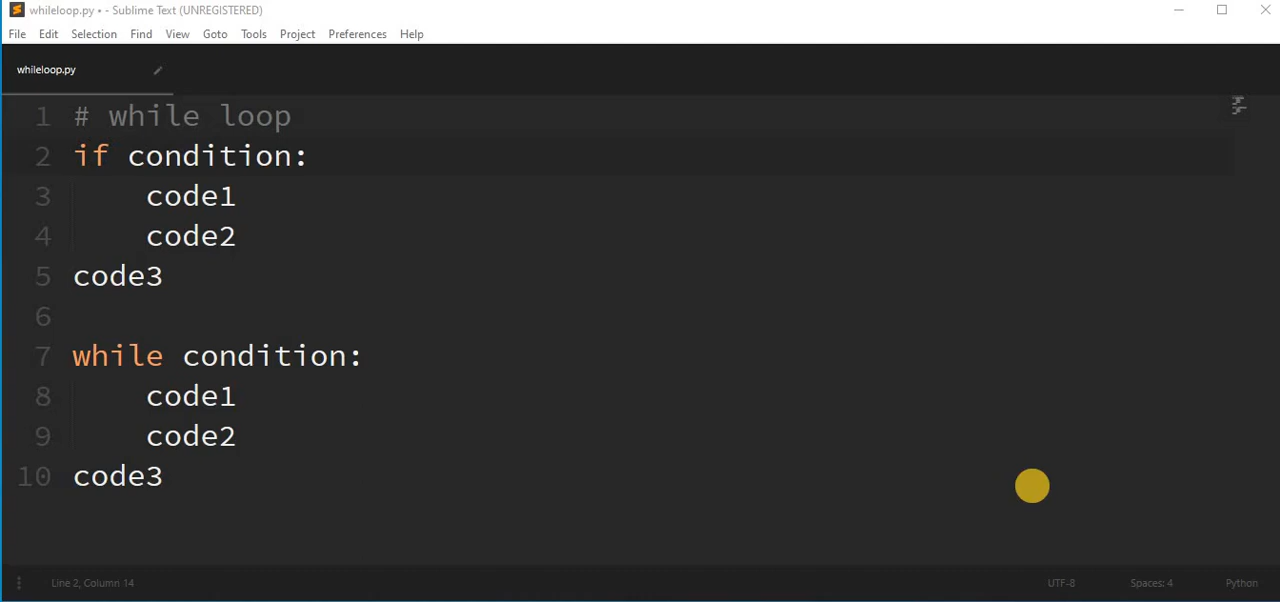 whileloop.py • - Sublime Text (UNREGISTERED)
File Edit Selection Find View Goto Tools Project Preferences Help
whileloop.py
1 # while loop
2 if condition:
3     code1
4     code2
5 code3
6
7 while condition:
8     code1
9     code2
10 code3
Line 2, Column 14 UTF-8 Spaces: 4 Python